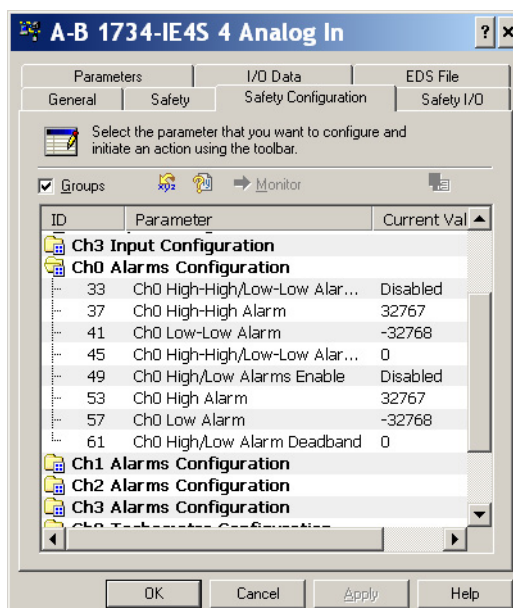 A-B 1734-IE4S 4 Analog In
? x
Parameters I/O Data EDS File
General Safety Safety Configuration Safety I/O
Select the parameter that you want to configure and
initiate an action using the toolbar.
Groups xyz Monitor
ID Parameter Current Val
Ch3 Input Configuration
Ch0 Alarms Configuration
33 Ch0 High-High/Low-Low Alar... Disabled
37 Ch0 High-High Alarm 32767
41 Ch0 Low-Low Alarm -32768
45 Ch0 High-High/Low-Low Alar... 0
49 Ch0 High/Low Alarms Enable Disabled
53 Ch0 High Alarm 32767
57 Ch0 Low Alarm -32768
61 Ch0 High/Low Alarm Deadband 0
Ch1 Alarms Configuration
Ch2 Alarms Configuration
Ch3 Alarms Configuration
Ch0 Tachometer Configuration
OK Cancel Apply Help